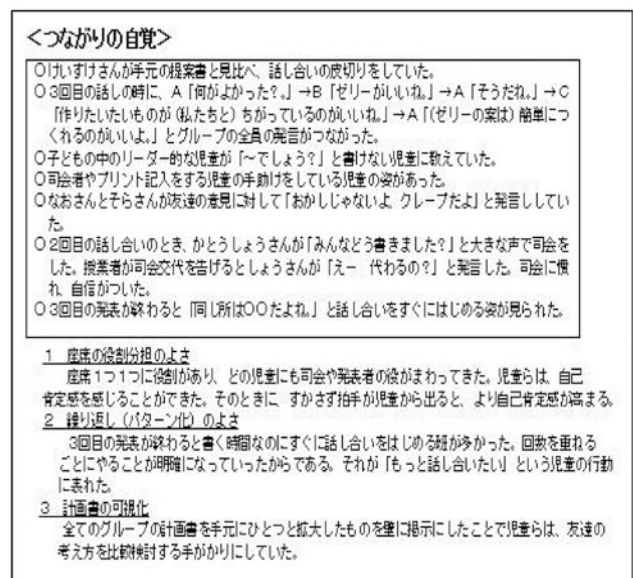 ＜つながりの自覚＞
○けいすけさんが手元の提案書と見比べ、話し合いの皮切りをしていた。
○3回目の話しの時に、A「何がよかった？。」→B「ゼリーがいいね。」→A「そうだね。」→C
「作りたいたいものが（私たちと）ちがっているのがいいね。」→A「（ゼリーの案は）簡単につ
くれるのがいいよ。」とグループの全員の発言がつながった。
○子どもの中のリーダー的な児童が「～でしょう？」と書けない児童に教えていた。
○司会者やプリント記入をする児童の手助けをしている児童の姿があった。
○なおさんとそらさんが友達の意見に対して「おかしじゃないよ クレープだよ」と発言ししてい
た。
○2回目の話し合いのとき、かとうしょうさんが「みんなどう書きました？」と大きな声で司会を
した。授業者が司会交代を告げるとしょうさんが「えー 代わるの？」と発言した。司会に慣
れ、自信がついた。
○3回目の発表が終わると「同じ所は〇〇だよね。」と話し合いをすぐにはじめる姿が見られた。
1 座席の役割分担のよさ
座席1つ1つに役割があり、どの児童にも司会や発表者の役がまわってきた。児童らは、自己
肯定感を感じることができた。そのときに、すかさず拍手が児童から出ると、より自己肯定感が高まる。
2 繰り返し（パターン化）のよさ
3回目の発表が終わると書く時間なのにすぐに話し合いをはじめる班が多かった。回数を重ねる
ごとにやることが明確になっていったからである。それが「もっと話し合いたい」という児童の行動
に表れた。
3 計画書の可視化
全てのグループの計画書を手元にひとつと拡大したものを壁に掲示にしたことで児童らは、友達の
考え方を比較検討する手がかりにしていた。